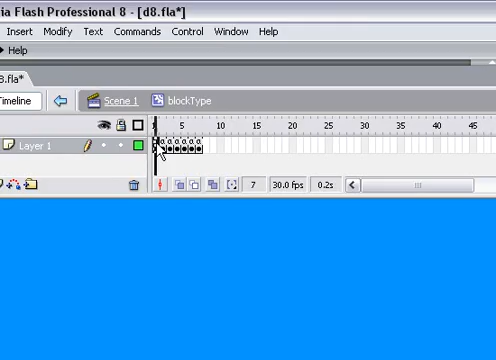 ia Flash Professional 8 - [d8.fla*]
Insert Modify Text Commands Control Window Help
Help
8.fla*
Timeline Scene 1 blockType
1 5 10 15 20 25 30 35 40 45
Layer 1
7 30.0 fps 0.2s